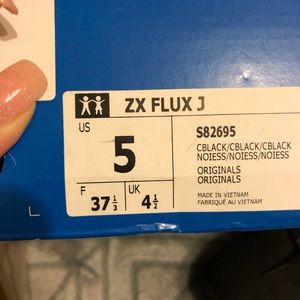 ZX FLUX J
US
5
F
37 1/3
UK
4 1/2
S82695
CBLACK/CBLACK/CBLACK
NOIESS/NOIESS/NOIESS
ORIGINALS
ORIGINALS
MADE IN VIETNAM
FABRIQUÉ AU VIETNAM
L